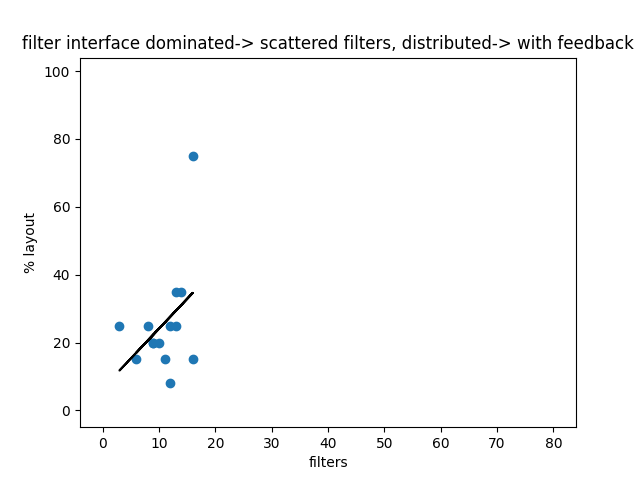 filter interface dominated-> scattered filters, distributed-> with feedback
100
80
60
40
20
0
% layout
0 10 20 30 40 50 60 70 80
filters